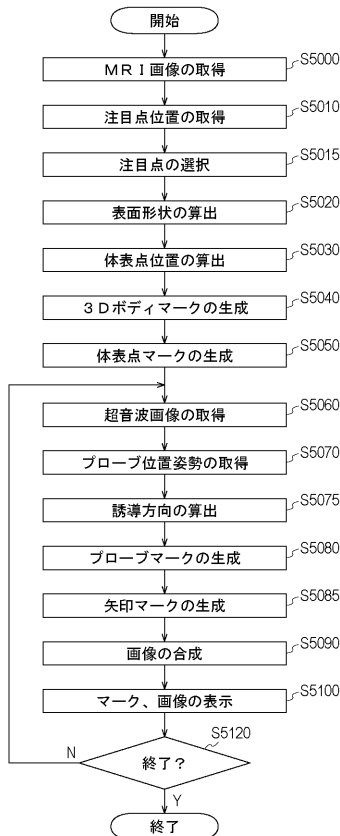 開始
MRI画像の取得 S5000
注目点位置の取得 S5010
注目点の選択 S5015
表面形状の算出 S5020
体表点位置の算出 S5030
3Dボディマークの生成 S5040
体表点マークの生成 S5050
超音波画像の取得 S5060
プローブ位置姿勢の取得 S5070
誘導方向の算出 S5075
プローブマークの生成 S5080
矢印マークの生成 S5085
画像の合成 S5090
マーク、画像の表示 S5100
S5120
N 終了？
Y
終了